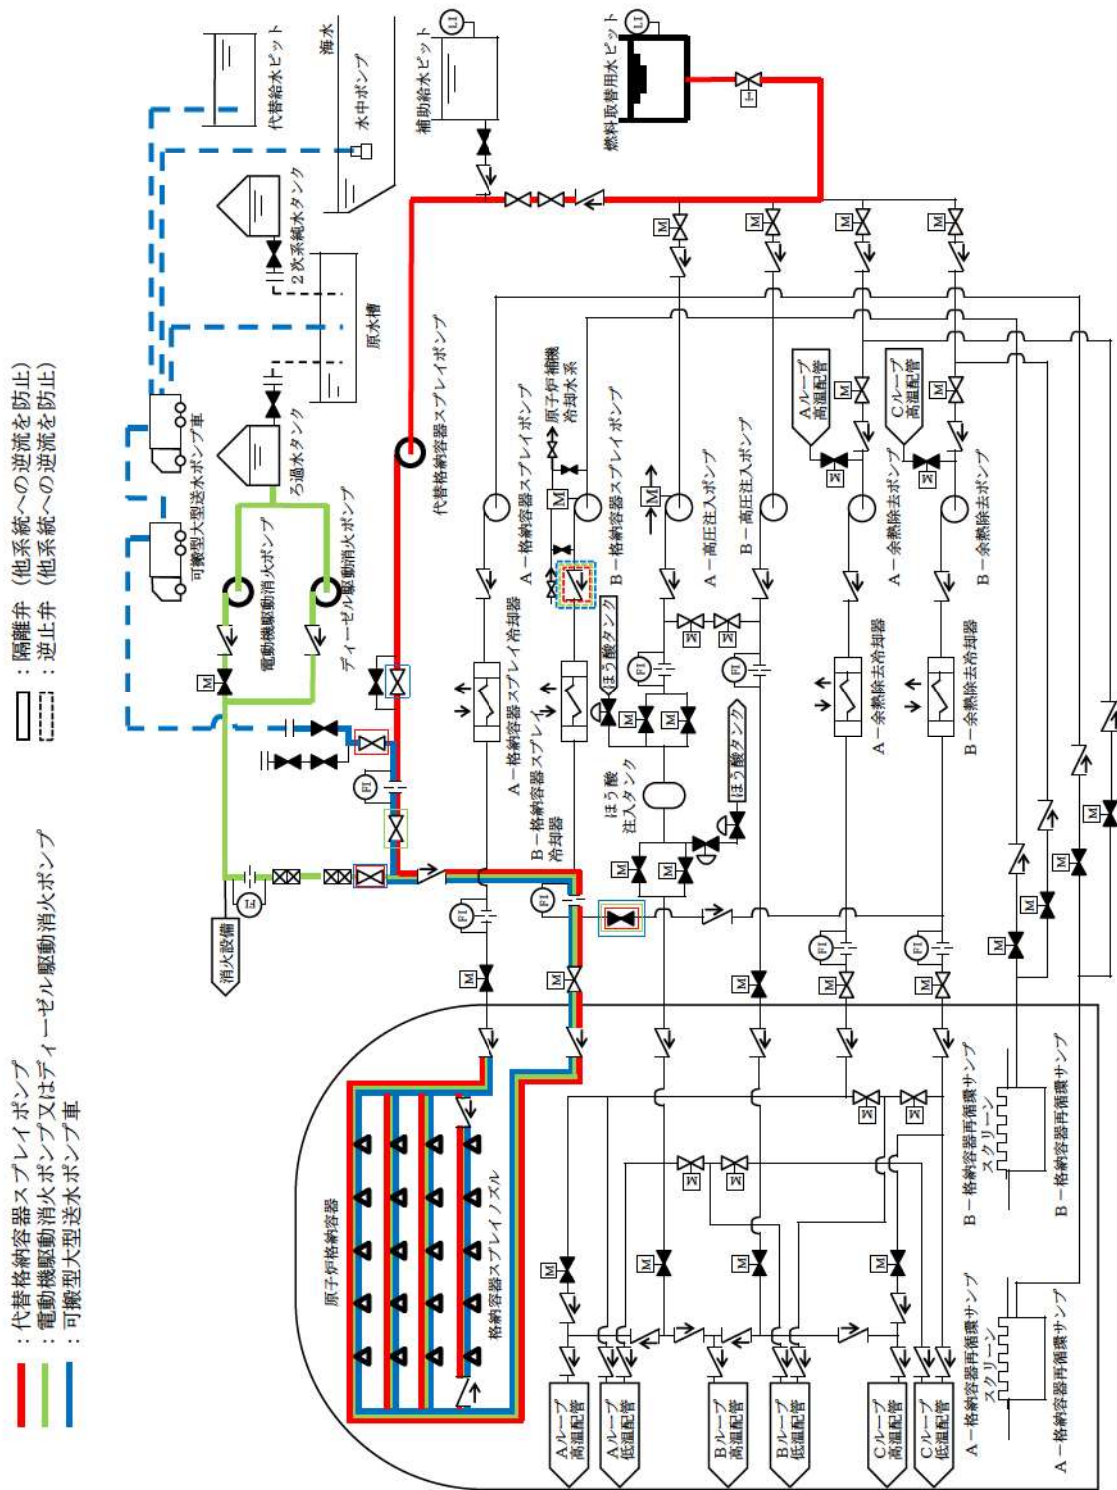 ：代替格納容器スプレイポンプ
：電動機駆動消火ポンプ又はディーゼル駆動消火ポンプ
：可搬型大型送水ポンプ車
：隔離弁（他系統への逆流を防止）
：逆止弁（他系統への逆流を防止）
可搬型大型送水ポンプ車
代替給水ピット
海水
水中ポンプ
2次系純水タンク
原水槽
ろ過水タンク
電動機駆動消火ポンプ
ディーゼル駆動消火ポンプ
M
消火設備
FI
FI
補助給水ピット
LI
燃料取替用水ピット
LI
代替格納容器スプレイポンプ
A－格納容器スプレイポンプ
原子炉補機
冷却水系
M
B－格納容器スプレイポンプ
M
A－高圧注入ポンプ
M
B－高圧注入ポンプ
M
Aループ
高温配管
M
M
M
A－余熱除去ポンプ
Cループ
高温配管
M
M
M
B－余熱除去ポンプ
A－格納容器スプレイ冷却器
B－格納容器スプレイ
冷却器
ほう酸タンク
ほう酸
注入タンク
ほう酸タンク
FI
FI
M
M
M
M
M
M
A－余熱除去冷却器
B－余熱除去冷却器
FI
FI
FI
FI
M
M
M
M
M
M
M
M
M
原子炉格納容器
格納容器スプレイノズル
M
M
M
M
M
M
M
M
Aループ
高温配管
Aループ
低温配管
Bループ
高温配管
Bループ
低温配管
Cループ
高温配管
Cループ
低温配管
B－格納容器再循環サンプ
スクリーン
B－格納容器再循環サンプ
A－格納容器再循環サンプ
スクリーン
A－格納容器再循環サンプ